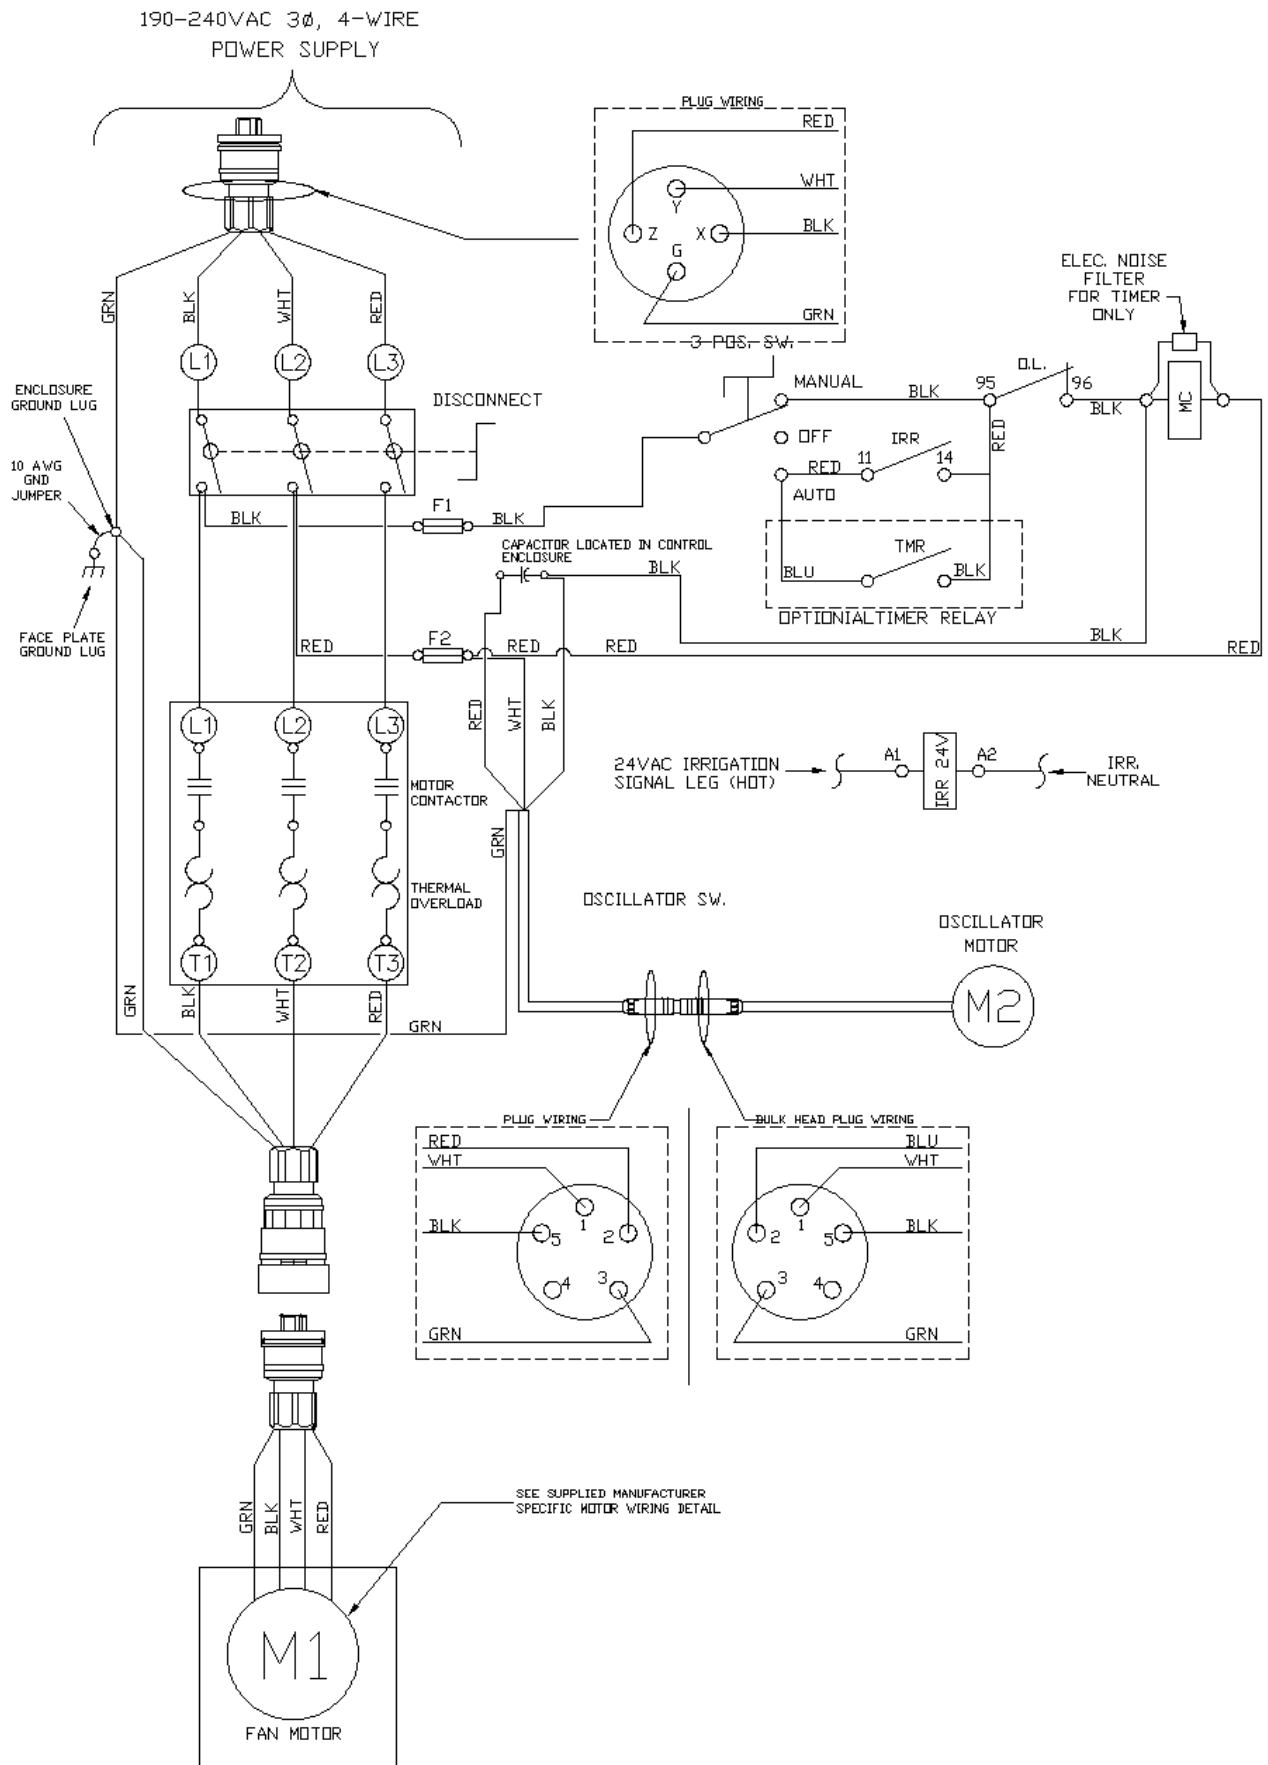 190-240VAC 3ø, 4-WIRE
POWER SUPPLY
PLUG WIRING
RED
WHT
BLK
GRN
Y
Z
X
G
3 POS. SW.
ELEC. NOISE
FILTER
FOR TIMER
ONLY
GRN
BLK
WHT
RED
L1
L2
L3
ENCLOSURE
GROUND LUG
10 AWG
GND
JUMPER
FACE PLATE
GROUND LUG
DISCONNECT
MANUAL
OFF
AUTO
BLK
95
O.L.
96
BLK
MC
RED
IRR
RED
11
14
TMR
BLU
BLK
OPTIONIALTIMER RELAY
BLK
F1
BLK
CAPACITOR LOCATED IN CONTROL
ENCLOSURE
BLK
BLK
RED
F2
RED
RED
RED
RED
WHT
BLK
L1
L2
L3
MOTOR
CONTACTOR
THERMAL
OVERLOAD
T1
T2
T3
24VAC IRRIGATION
SIGNAL LEG (HOT)
A1
IRR 24V
A2
IRR.
NEUTRAL
GRN
OSCILLATOR SW.
OSCILLATOR
MOTOR
M2
GRN
BLK
WHT
RED
GRN
PLUG WIRING
RED
WHT
BLK
GRN
1
2
3
4
5
BULK HEAD PLUG WIRING
BLU
WHT
BLK
GRN
1
2
3
4
5
SEE SUPPLIED MANUFACTURER
SPECIFIC MOTOR WIRING DETAIL
GRN
BLK
WHT
RED
M1
FAN MOTOR